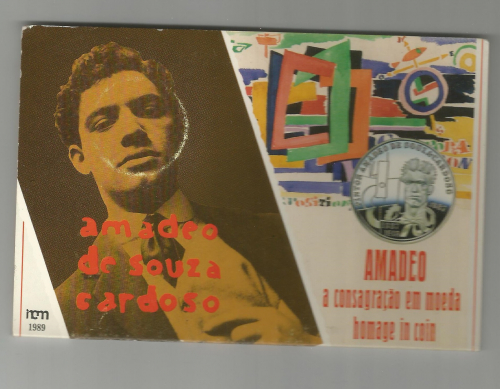 amadeo
de souza
cardoso
incm
1989
AMADEO
a consagração em moeda
homage in coin